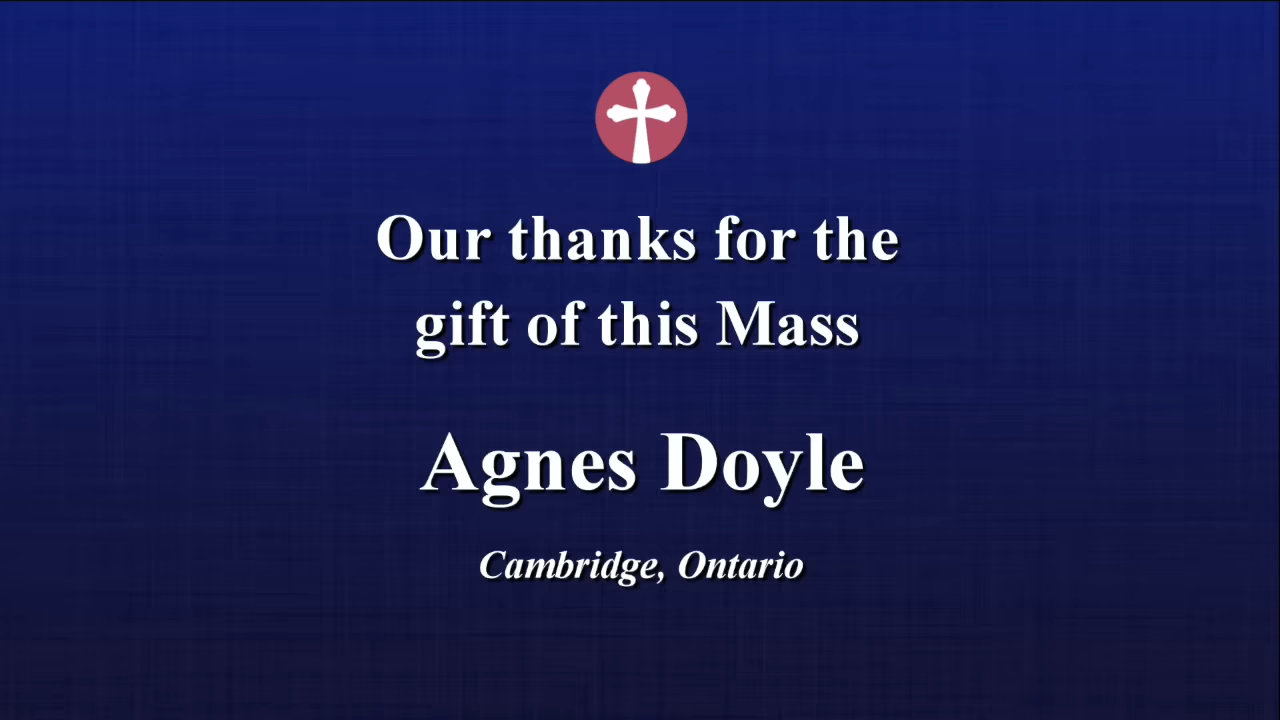 Our thanks for the
gift of this Mass
Agnes Doyle
Cambridge, Ontario